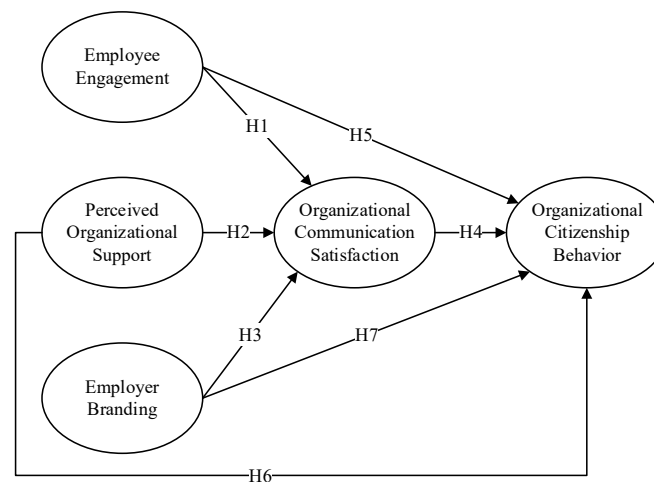 Employee
Engagement
H1
H5
Perceived
Organizational
Support
H2
Organizational
Communication
Satisfaction
H4
Organizational
Citizenship
Behavior
H3
H7
Employer
Branding
H6